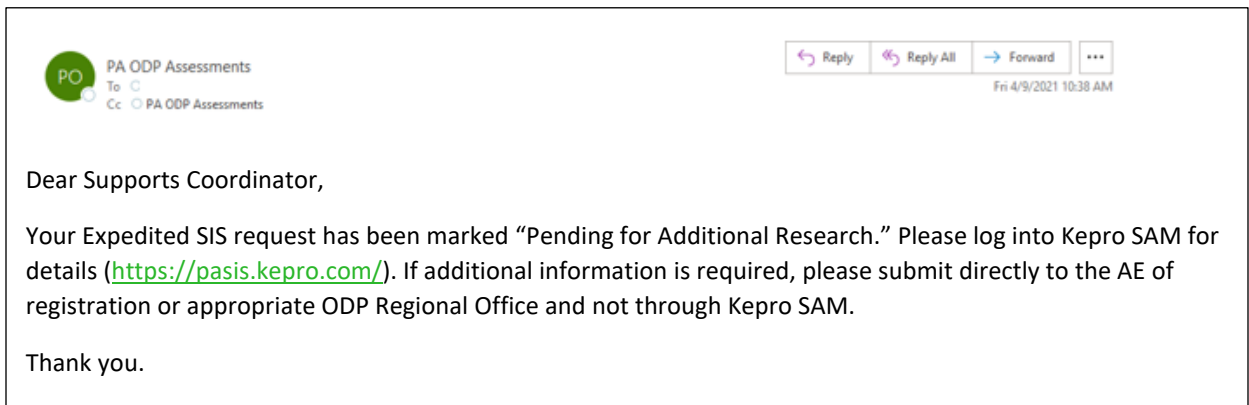 PO
PA ODP Assessments
To
Cc PA ODP Assessments
Reply
Reply All
Forward
Fri 4/9/2021 10:38 AM
Dear Supports Coordinator,
Your Expedited SIS request has been marked “Pending for Additional Research.” Please log into Kepro SAM for
details (https://pasis.kepro.com/). If additional information is required, please submit directly to the AE of
registration or appropriate ODP Regional Office and not through Kepro SAM.
Thank you.